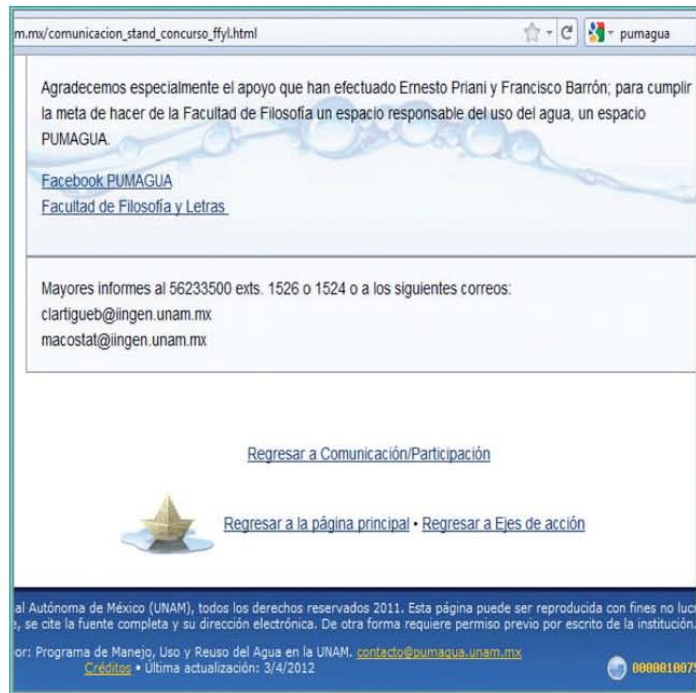 m.mx/comunicacion_stand_concurso_ffyl.html pumagua
Agradecemos especialmente el apoyo que han efectuado Ernesto Priani y Francisco Barrón; para cumplir
la meta de hacer de la Facultad de Filosofía un espacio responsable del uso del agua, un espacio
PUMAGUA.
Facebook PUMAGUA
Facultad de Filosofía y Letras
Mayores informes al 56233500 exts. 1526 o 1524 o a los siguientes correos:
clartigueb@iingen.unam.mx
macostat@iingen.unam.mx
Regresar a Comunicación/Participación
Regresar a la página principal • Regresar a Ejes de acción
al Autónoma de México (UNAM), todos los derechos reservados 2011. Esta página puede ser reproducida con fines no luc
, se cite la fuente completa y su dirección electrónica. De otra forma requiere permiso previo por escrito de la institución.
or: Programa de Manejo, Uso y Reuso del Agua en la UNAM. contacto@pumagua.unam.mx
Créditos • Última actualización: 3/4/2012